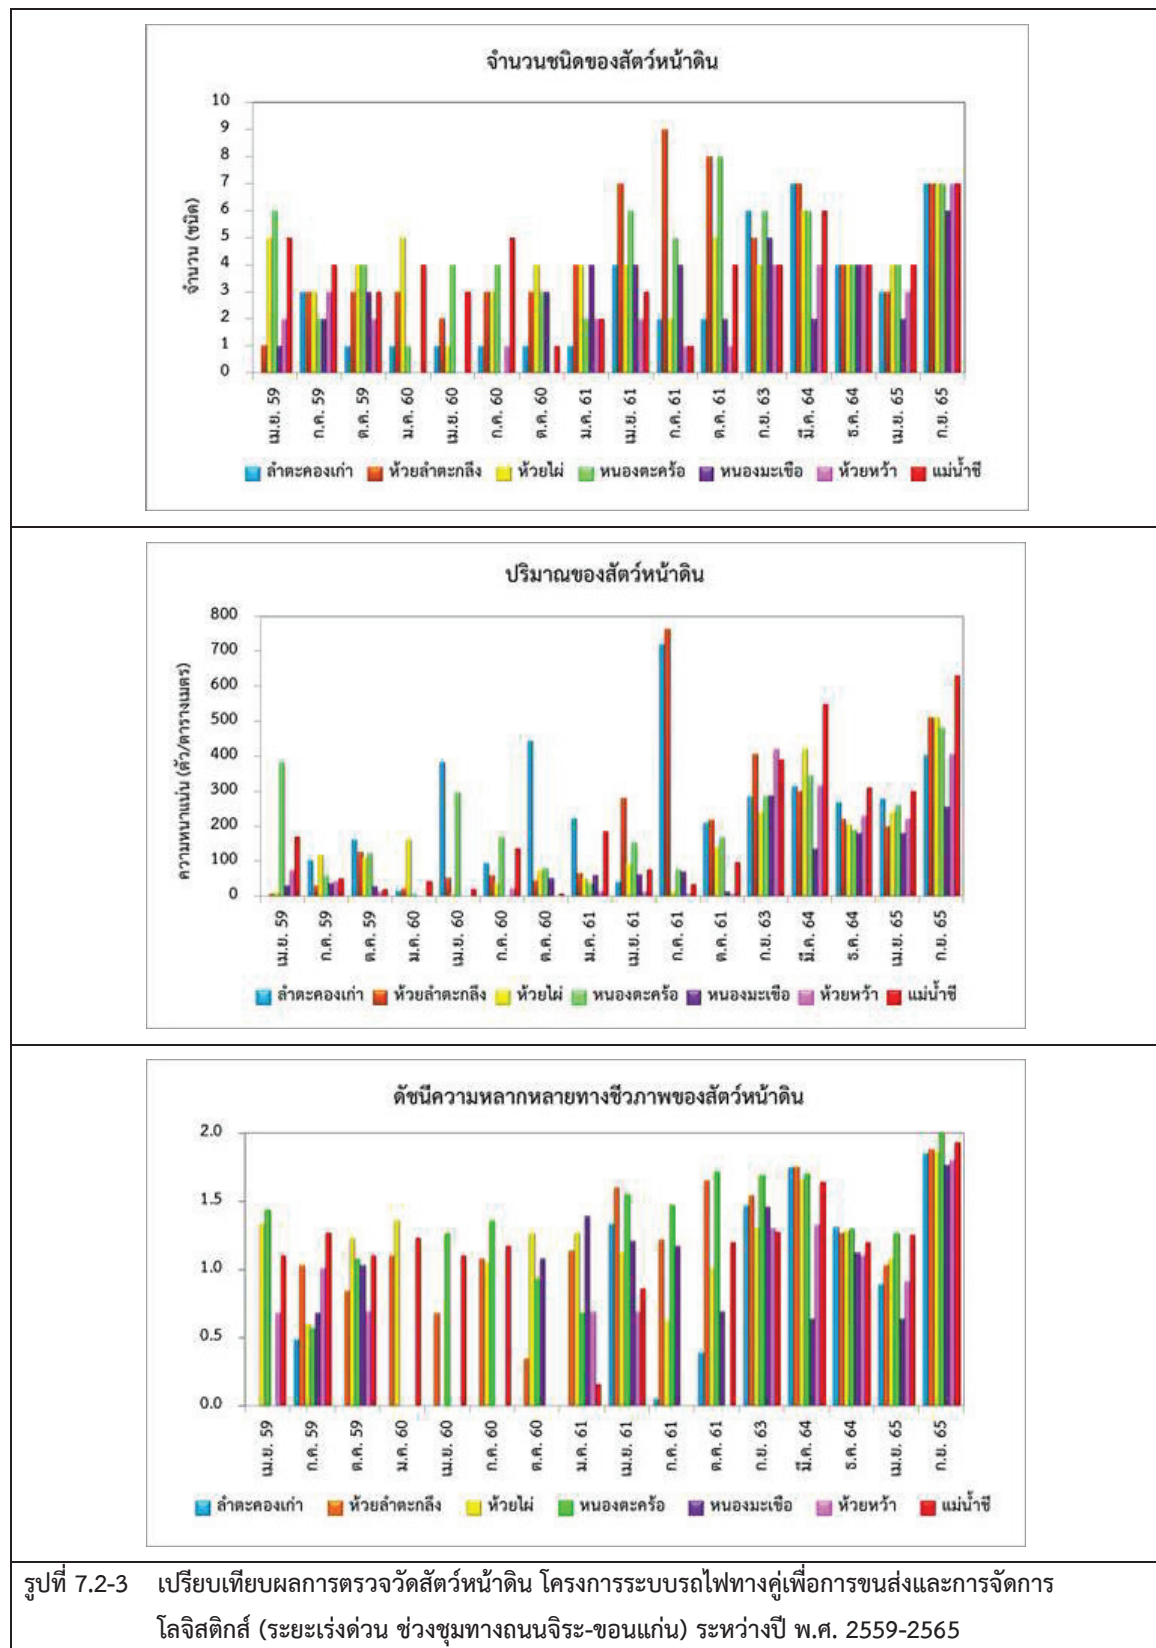 จำนวนชนิดของสัตว์หน้าดิน
จำนวน (ชนิด)
10
9
8
7
6
5
4
3
2
1
0
เม.ย. 59
ก.ค. 59
ต.ค. 59
ม.ค. 60
เม.ย. 60
ก.ค. 60
ต.ค. 60
ม.ค. 61
เม.ย. 61
ก.ค. 61
ต.ค. 61
ก.ย. 63
มี.ค. 64
ธ.ค. 64
เม.ย. 65
ก.ย. 65
ลำตะคองเก่า ห้วยลำตะกลึง ห้วยไผ่ หนองตะคร้อ หนองมะเขือ ห้วยหว้า แม่น้ำชี
ปริมาณของสัตว์หน้าดิน
ความหนาแน่น (ตัว/ตารางเมตร)
800
700
600
500
400
300
200
100
0
เม.ย. 59
ก.ค. 59
ต.ค. 59
ม.ค. 60
เม.ย. 60
ก.ค. 60
ต.ค. 60
ม.ค. 61
เม.ย. 61
ก.ค. 61
ต.ค. 61
ก.ย. 63
มี.ค. 64
ธ.ค. 64
เม.ย. 65
ก.ย. 65
ลำตะคองเก่า ห้วยลำตะกลึง ห้วยไผ่ หนองตะคร้อ หนองมะเขือ ห้วยหว้า แม่น้ำชี
ดัชนีความหลากหลายทางชีวภาพของสัตว์หน้าดิน
2.0
1.5
1.0
0.5
0.0
เม.ย. 59
ก.ค. 59
ต.ค. 59
ม.ค. 60
เม.ย. 60
ก.ค. 60
ต.ค. 60
ม.ค. 61
เม.ย. 61
ก.ค. 61
ต.ค. 61
ก.ย. 63
มี.ค. 64
ธ.ค. 64
เม.ย. 65
ก.ย. 65
ลำตะคองเก่า ห้วยลำตะกลึง ห้วยไผ่ หนองตะคร้อ หนองมะเขือ ห้วยหว้า แม่น้ำชี
รูปที่ 7.2-3 เปรียบเทียบผลการตรวจวัดสัตว์หน้าดิน โครงการระบบรถไฟทางคู่เพื่อการขนส่งและการจัดการ
โลจิสติกส์ (ระยะเร่งด่วน ช่วงชุมทางถนนจิระ-ขอนแก่น) ระหว่างปี พ.ศ. 2559-2565